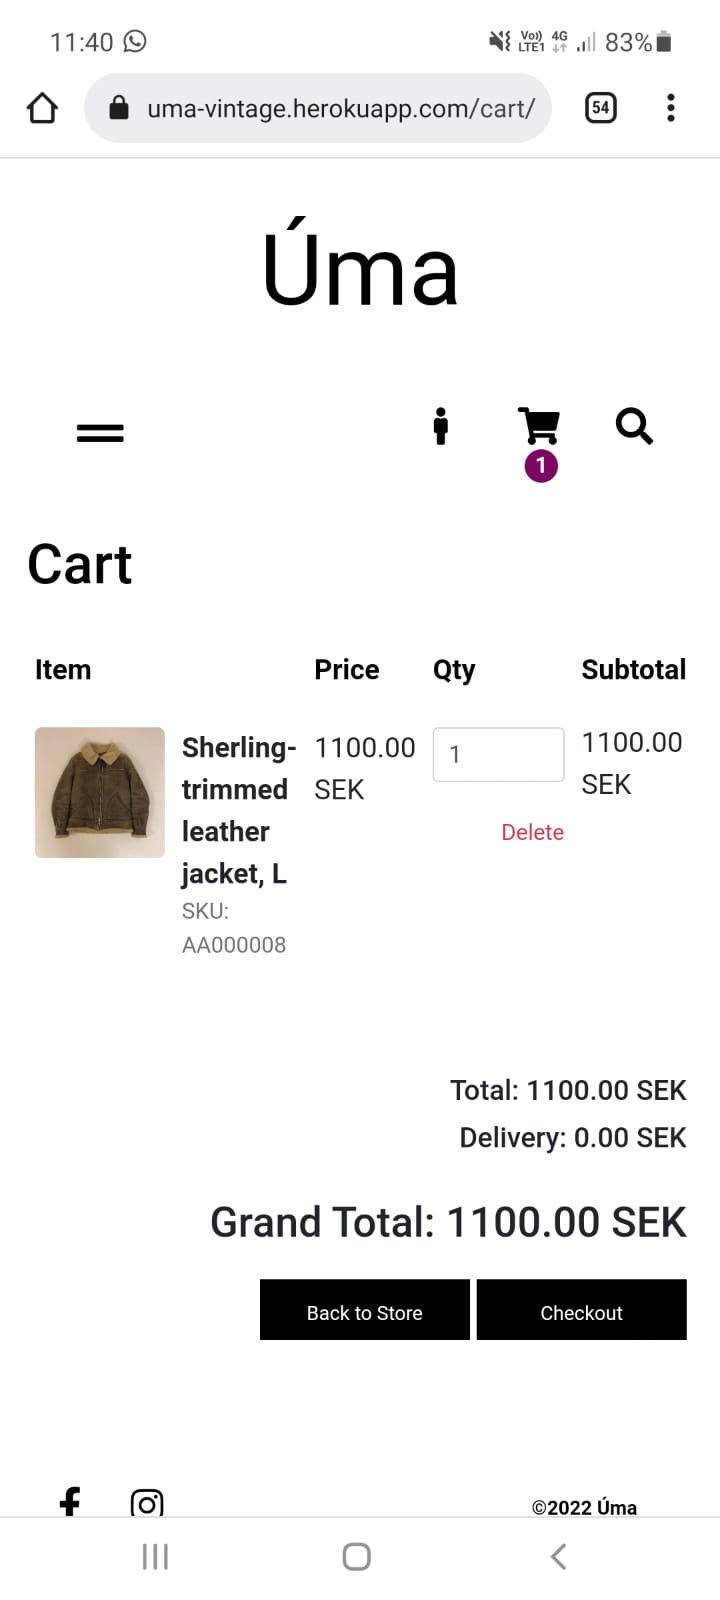 11:40
Vo)) 4G
LTE1
83%
uma-vintage.herokuapp.com/cart/
54
Úma
1
Cart
Item Price Qty Subtotal
Sherling- 1100.00 1 1100.00
trimmed SEK SEK
leather Delete
jacket, L
SKU:
AA000008
Total: 1100.00 SEK
Delivery: 0.00 SEK
Grand Total: 1100.00 SEK
Back to Store Checkout
©2022 Úma